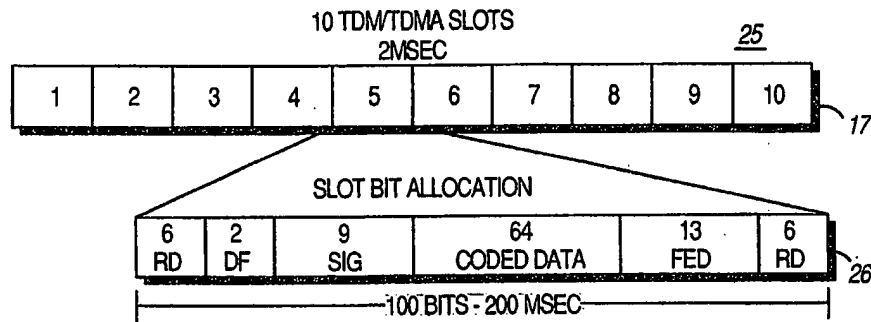 10 TDM/TDMA SLOTS
2MSEC
25
1 2 3 4 5 6 7 8 9 10
17
SLOT BIT ALLOCATION
6 2 9 64 13 6
RD DF SIG CODED DATA FED RD
26
100 BITS - 200 MSEC